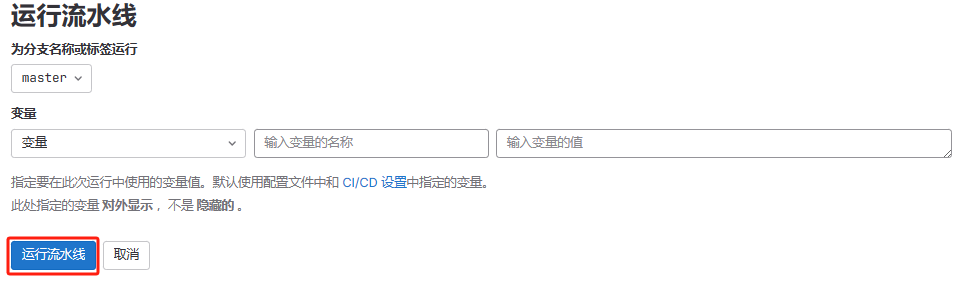 运行流水线
为分支名称或标签运行
master
变量
变量 输入变量的名称 输入变量的值
指定要在此次运行中使用的变量值。默认使用配置文件中和 CI/CD 设置中指定的变量。
此处指定的变量 对外显示 ，不是 隐藏的 。
运行流水线 取消